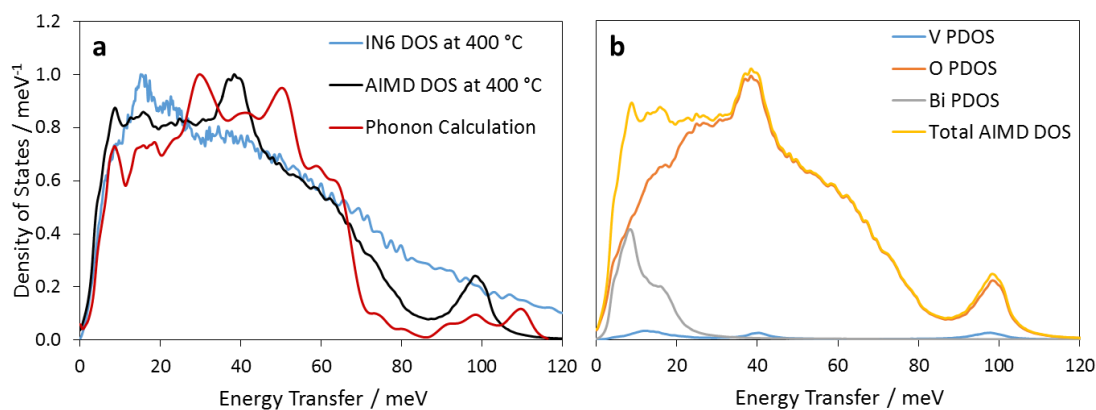 a
IN6 DOS at 400 °C
AIMD DOS at 400 °C
Phonon Calculation
Density of States / meV⁻¹
1.2
1.0
0.8
0.6
0.4
0.2
0.0
0 20 40 60 80 100 120
Energy Transfer / meV
b
V PDOS
O PDOS
Bi PDOS
Total AIMD DOS
0 20 40 60 80 100 120
Energy Transfer / meV